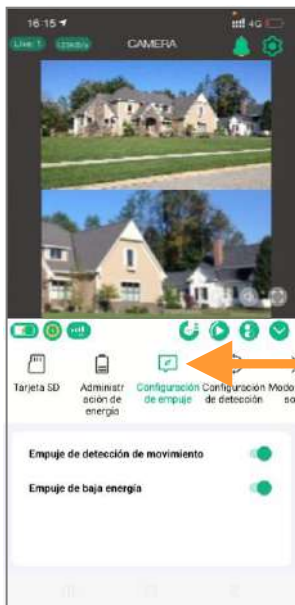 16:15
4G
Live: 1
CAMERA
Tarjeta SD
Administr
ación de
energía
Configuración
de empuje
Configuración
de detección
Modo
so
Empuje de detección de movimiento
Empuje de baja energía